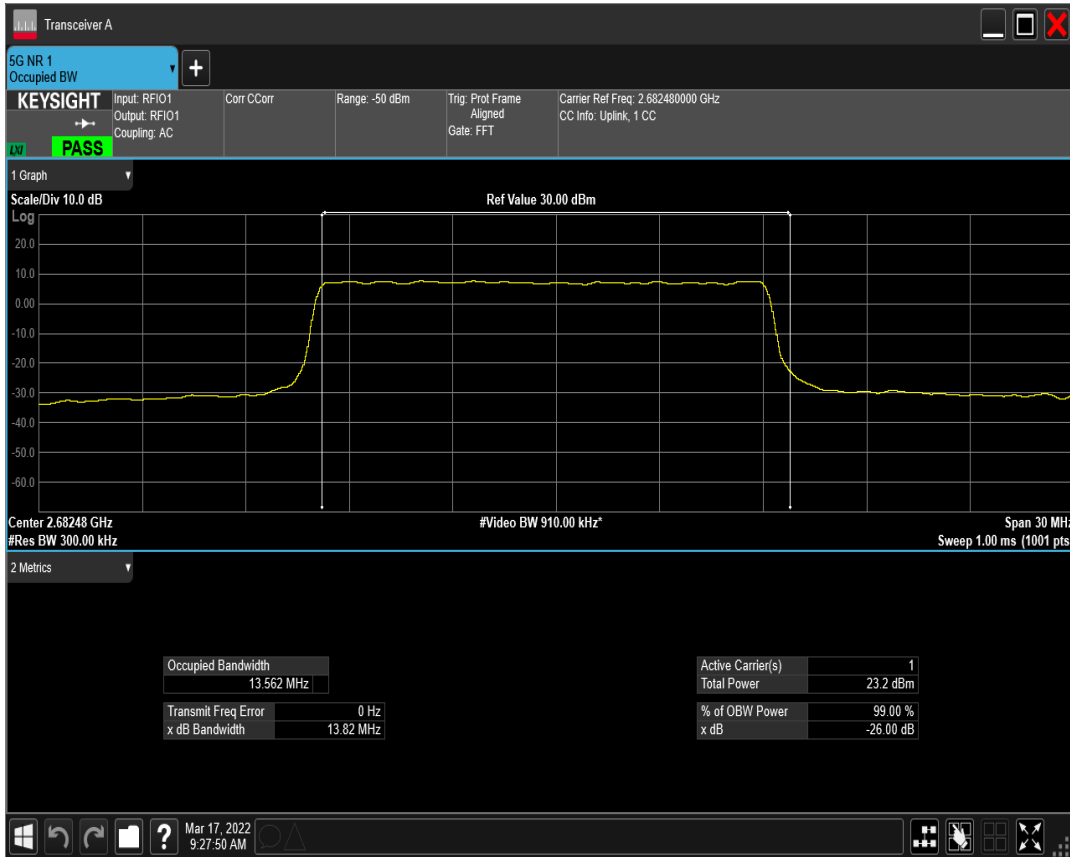 Transceiver A
5G NR 1
Occupied BW
+
KEYSIGHT
LXI
PASS
Input: RFIO1
Output: RFIO1
Coupling: AC
Corr CCorr
Range: -50 dBm
Trig: Prot Frame
Aligned
Gate: FFT
Carrier Ref Freq: 2.682480000 GHz
CC Info: Uplink, 1 CC
1 Graph
Scale/Div 10.0 dB
Ref Value 30.00 dBm
Log
20.0
10.0
0.00
-10.0
-20.0
-30.0
-40.0
-50.0
-60.0
Center 2.68248 GHz
#Video BW 910.00 kHz*
Span 30 MHz
#Res BW 300.00 kHz
Sweep 1.00 ms (1001 pts
2 Metrics
Occupied Bandwidth
13.562 MHz
Transmit Freq Error 0 Hz
x dB Bandwidth 13.82 MHz
Active Carrier(s) 1
Total Power 23.2 dBm
% of OBW Power 99.00 %
x dB -26.00 dB
?
Mar 17, 2022
9:27:50 AM